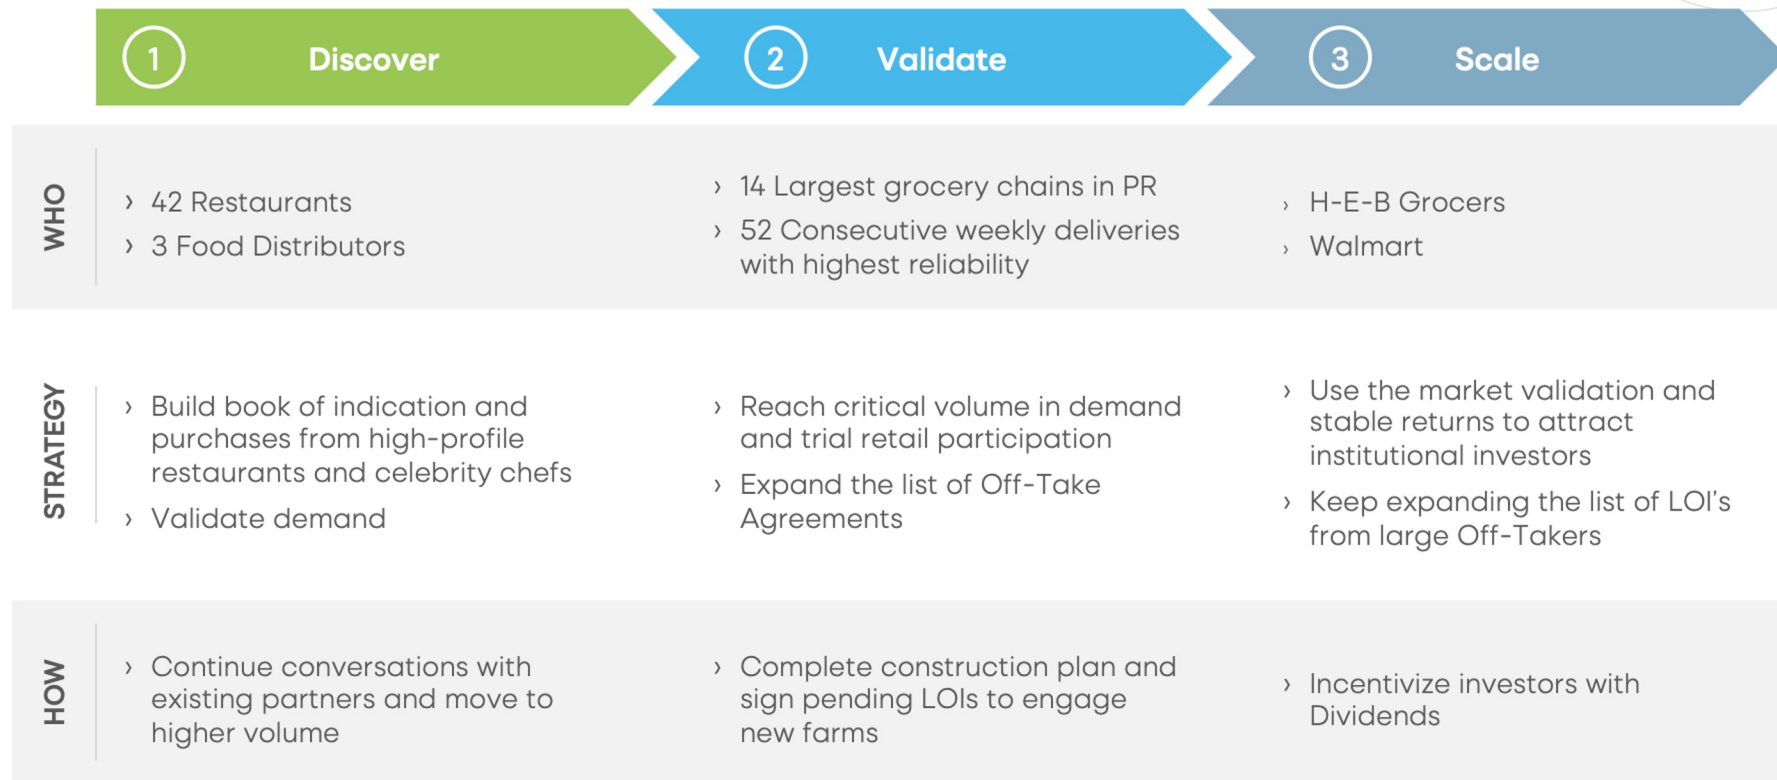 1 Discover
2 Validate
3 Scale
WHO
› 42 Restaurants
› 3 Food Distributors
› 14 Largest grocery chains in PR
› 52 Consecutive weekly deliveries
with highest reliability
› H-E-B Grocers
› Walmart
STRATEGY
› Build book of indication and
purchases from high-profile
restaurants and celebrity chefs
› Validate demand
› Reach critical volume in demand
and trial retail participation
› Expand the list of Off-Take
Agreements
› Use the market validation and
stable returns to attract
institutional investors
› Keep expanding the list of LOI's
from large Off-Takers
HOW
› Continue conversations with
existing partners and move to
higher volume
› Complete construction plan and
sign pending LOIs to engage
new farms
› Incentivize investors with
Dividends